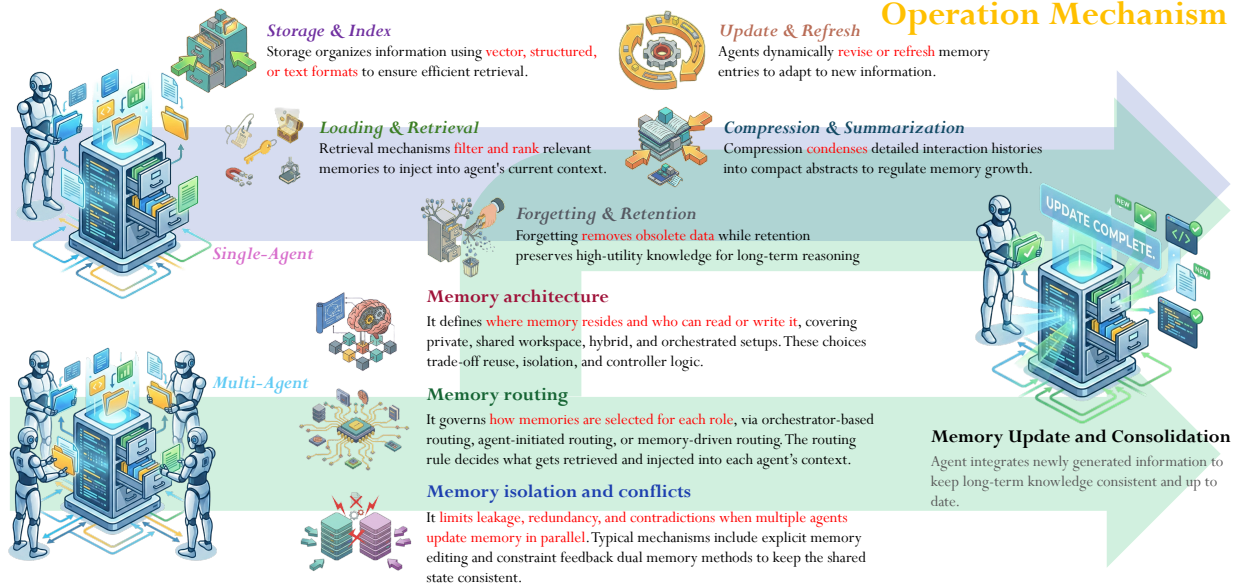 Operation Mechanism
Storage & Index
Storage organizes information using vector, structured,
or text formats to ensure efficient retrieval.
Update & Refresh
Agents dynamically revise or refresh memory
entries to adapt to new information.
Loading & Retrieval
Retrieval mechanisms filter and rank relevant
memories to inject into agent's current context.
Compression & Summarization
Compression condenses detailed interaction histories
into compact abstracts to regulate memory growth.
Forgetting & Retention
Forgetting removes obsolete data while retention
preserves high-utility knowledge for long-term reasoning
Single-Agent
Memory architecture
It defines where memory resides and who can read or write it, covering
private, shared workspace, hybrid, and orchestrated setups. These choices
trade-off reuse, isolation, and controller logic.
Multi-Agent
Memory routing
It governs how memories are selected for each role, via orchestrator-based
routing, agent-initiated routing, or memory-driven routing. The routing
rule decides what gets retrieved and injected into each agent's context.
Memory isolation and conflicts
It limits leakage, redundancy, and contradictions when multiple agents
update memory in parallel. Typical mechanisms include explicit memory
editing and constraint feedback dual memory methods to keep the shared
state consistent.
NEW
UPDATE COMPLETE.
</>
NEW
Memory Update and Consolidation
Agent integrates newly generated information to
keep long-term knowledge consistent and up to
date.